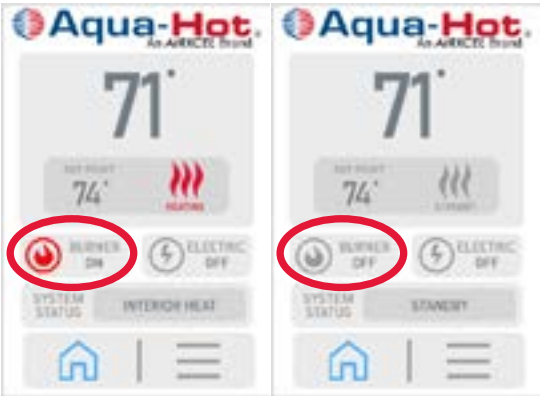 Aqua-Hot.
An AIRXCEL Brand
71°
SET POINT
74°
HEATING
BURNER
ON
ELECTRIC
OFF
SYSTEM
STATUS
INTERIOR HEAT
Aqua-Hot.
An AIRXCEL Brand
71°
SET POINT
74°
STANDBY
BURNER
OFF
ELECTRIC
OFF
SYSTEM
STATUS
STANDBY